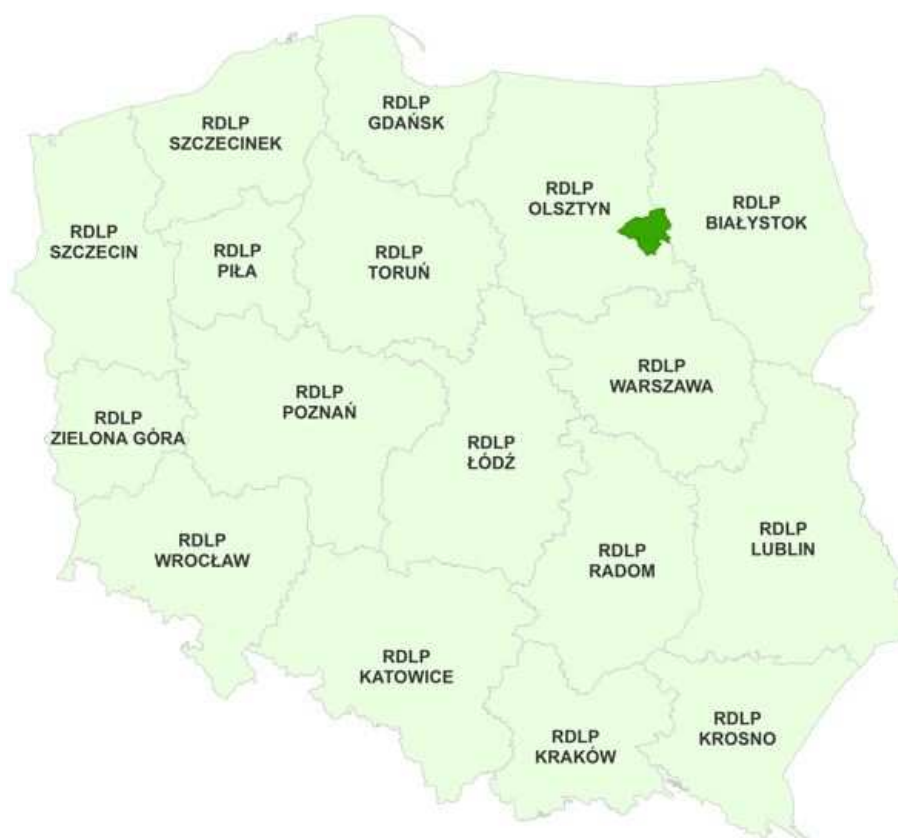 RDLP
GDAŃSK
RDLP
SZCZECINEK
RDLP
OLSZTYN
RDLP
BIAŁYSTOK
RDLP
SZCZECIN
RDLP
PIŁA
RDLP
TORUŃ
RDLP
WARSZAWA
RDLP
POZNAŃ
RDLP
ZIELONA GÓRA
RDLP
ŁÓDŹ
RDLP
LUBLIN
RDLP
WROCŁAW
RDLP
RADOM
RDLP
KATOWICE
RDLP
KROSNO
RDLP
KRAKÓW